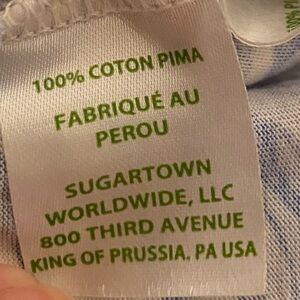 100% COTON PIMA
FABRIQUÉ AU
PEROU
SUGARTOWN
WORLDWIDE, LLC
800 THIRD AVENUE
KING OF PRUSSIA, PA USA